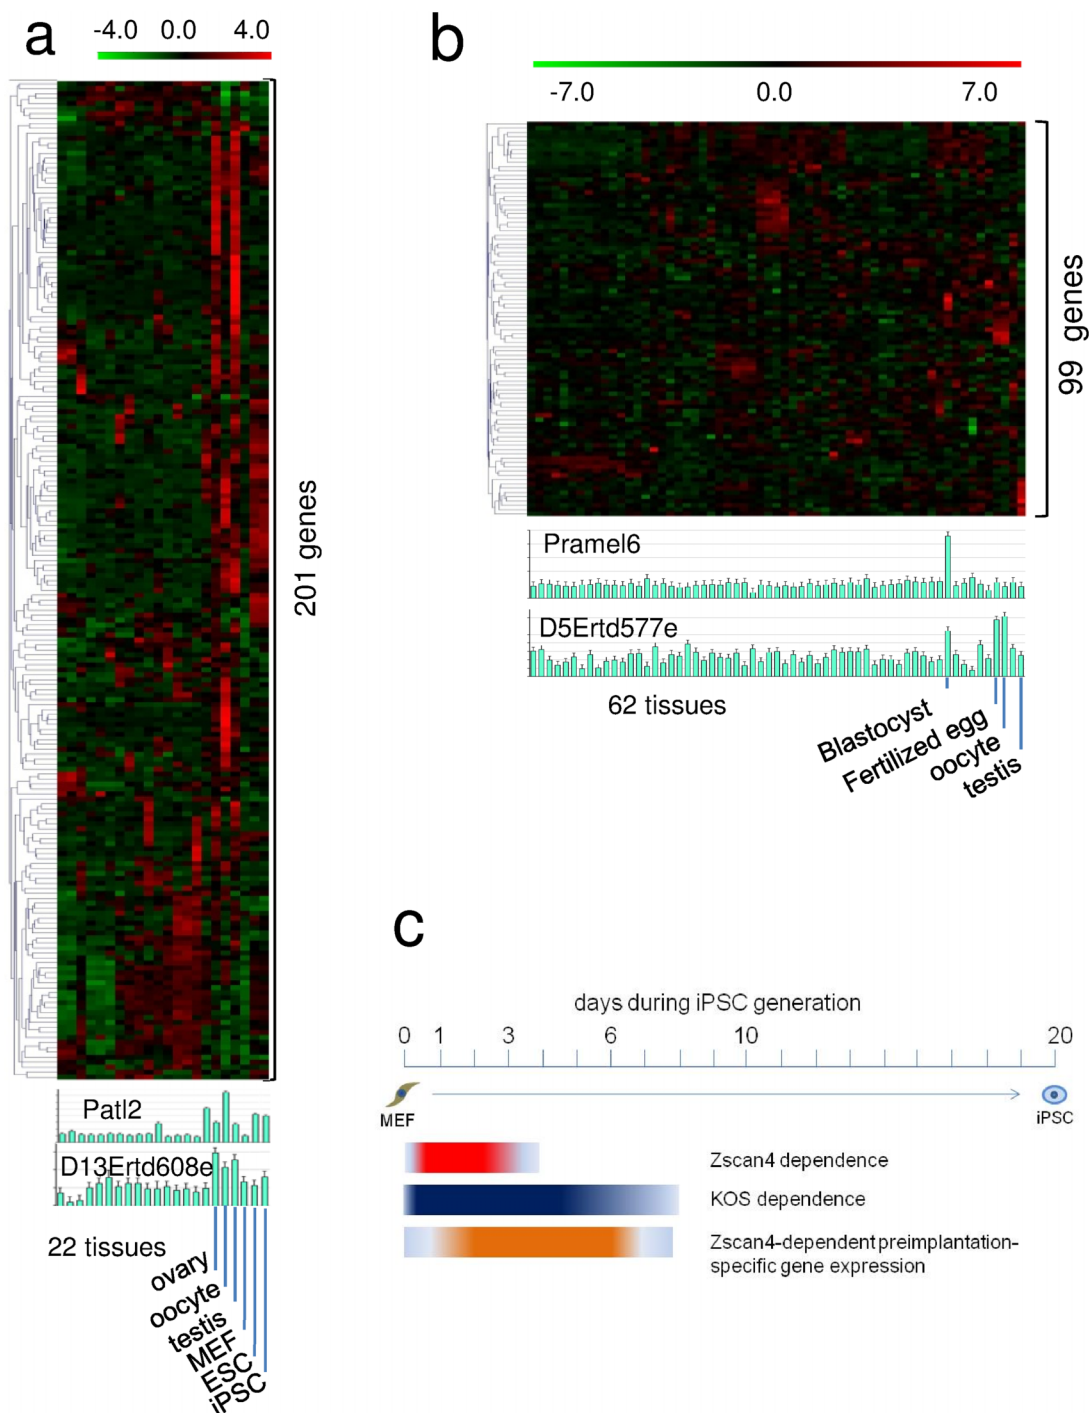 a
-4.0 0.0 4.0
201 genes
Patl2
D13Ertd608e
22 tissues
ovary
oocyte
testis
MEF
ESC
iPSC
b
-7.0 0.0 7.0
99 genes
Pramel6
D5Ertd577e
62 tissues
Blastocyst
Fertilized egg
oocyte
testis
c
days during iPSC generation
0 1 3 6 10 20
MEF
iPSC
Zscan4 dependence
KOS dependence
Zscan4-dependent preimplantation-
specific gene expression